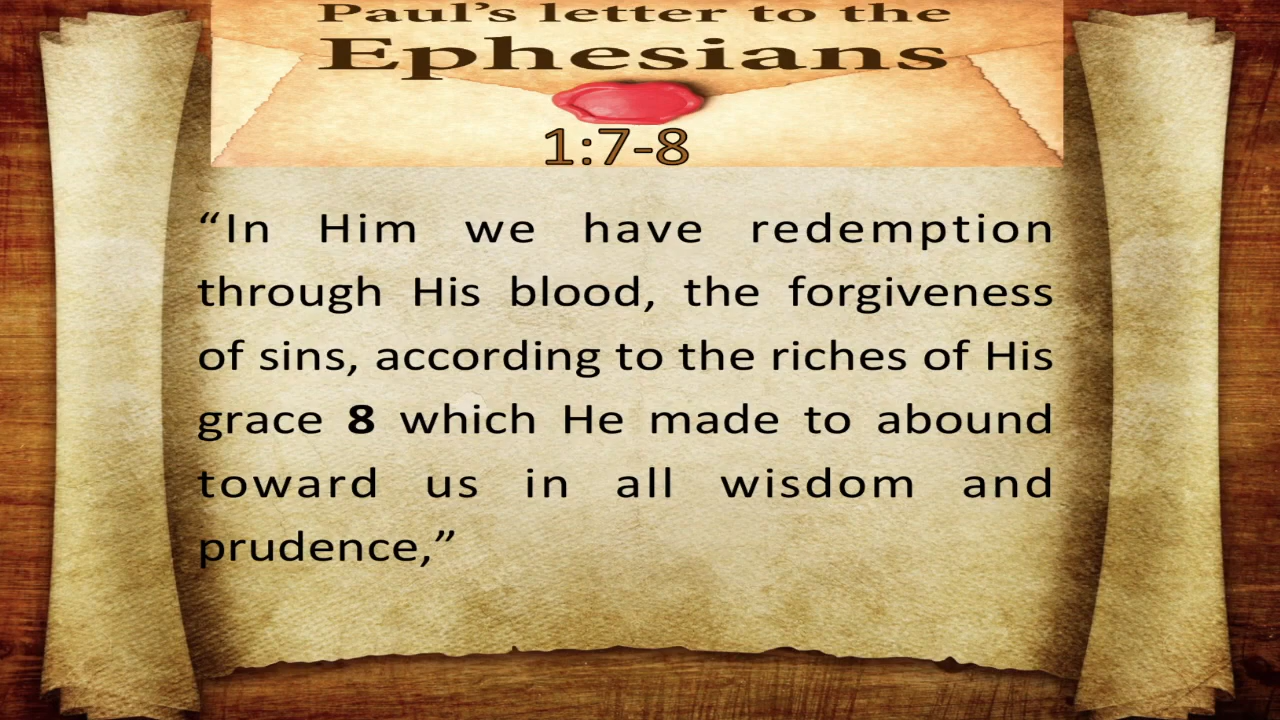 Paul's letter to the
Ephesians
1:7-8
“In Him we have redemption
through His blood, the forgiveness
of sins, according to the riches of His
grace 8 which He made to abound
toward us in all wisdom and
prudence,”